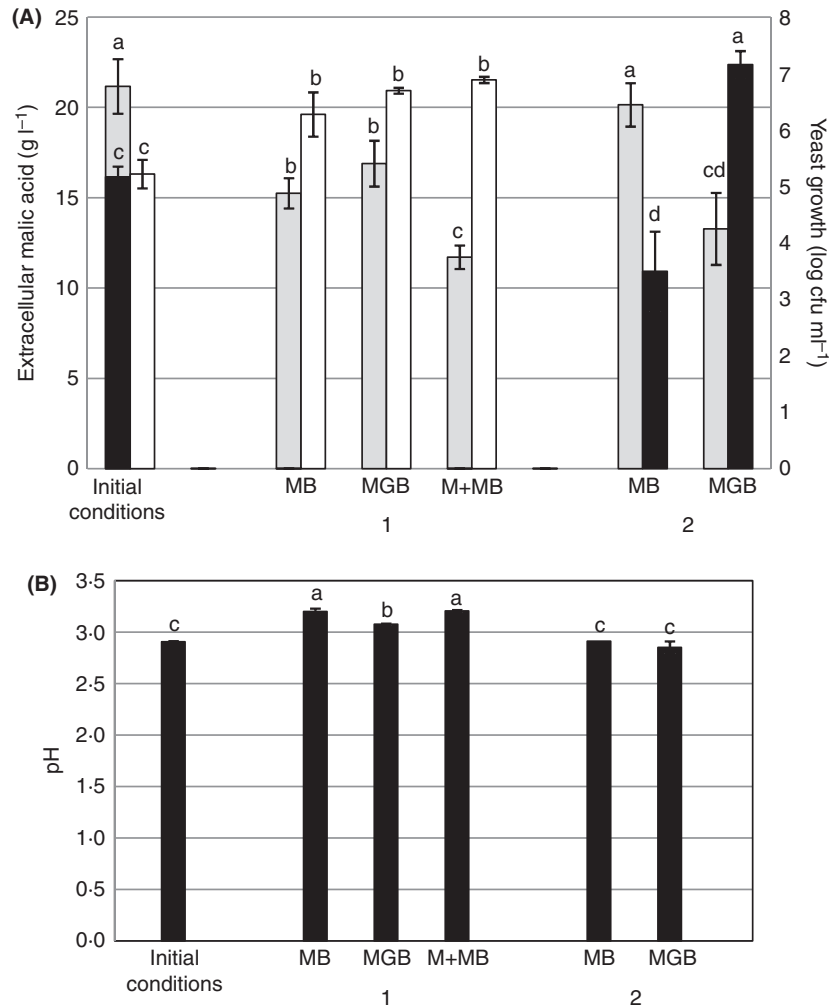 (A)
25
20
15
10
5
0
Extracellular malic acid (g l⁻¹)
8
7
6
5
4
3
2
1
0
Yeast growth (log cfu ml⁻¹)
a
c
c
b
b
b
b
c
b
a
d
cd
a
Initial
conditions
MB
MGB
M+MB
MB
MGB
1
2
(B)
3·5
3·0
2·5
2·0
1·5
1·0
0·5
0·0
pH
c
a
b
a
c
c
Initial
conditions
MB
MGB
M+MB
MB
MGB
1
2